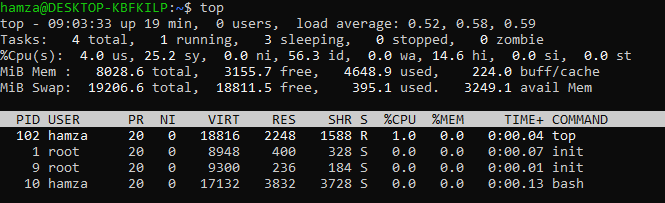 hamza@DESKTOP-KBFKILP:~$ top
top - 09:03:33 up 19 min,  0 users,  load average: 0.52, 0.58, 0.59
Tasks:   4 total,   1 running,   3 sleeping,   0 stopped,   0 zombie
%Cpu(s):  4.0 us, 25.2 sy,  0.0 ni, 56.3 id,  0.0 wa, 14.6 hi,  0.0 si,  0.0 st
MiB Mem :   8028.6 total,   3155.7 free,   4648.9 used,    224.0 buff/cache
MiB Swap:  19206.6 total,  18811.5 free,    395.1 used.   3249.1 avail Mem
  PID USER      PR  NI    VIRT    RES    SHR S  %CPU  %MEM     TIME+ COMMAND
  102 hamza     20   0   18816   2248   1588 R   1.0   0.0   0:00.04 top
    1 root      20   0    8948    400    328 S   0.0   0.0   0:00.07 init
    9 root      20   0    9300    236    184 S   0.0   0.0   0:00.01 init
   10 hamza     20   0   17132   3832   3728 S   0.0   0.0   0:00.13 bash